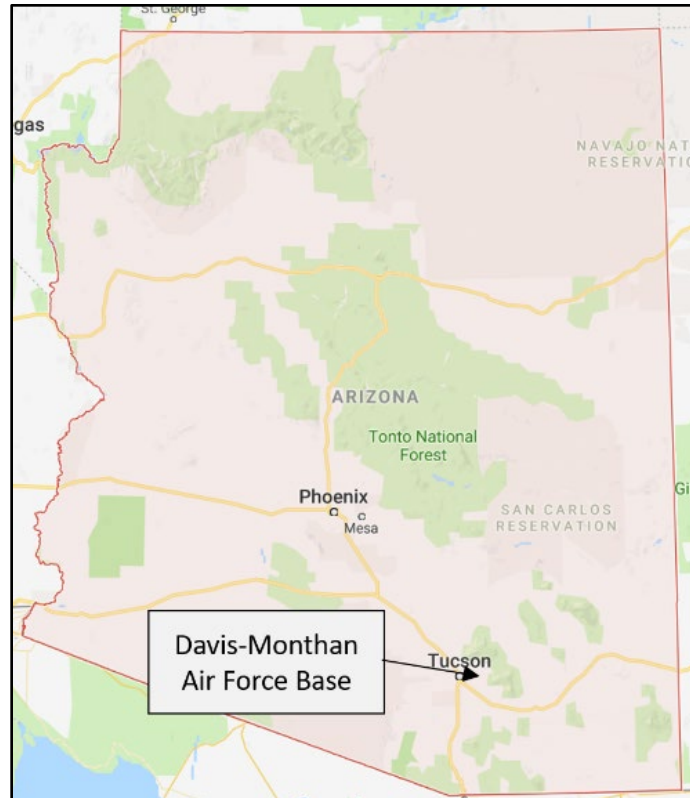 St. George
gas
NAVAJO NAT
RESERVATIO
ARIZONA
Tonto National
Forest
Phoenix
Mesa
SAN CARLOS
RESERVATION
Gi
Davis-Monthan
Air Force Base
Tucson